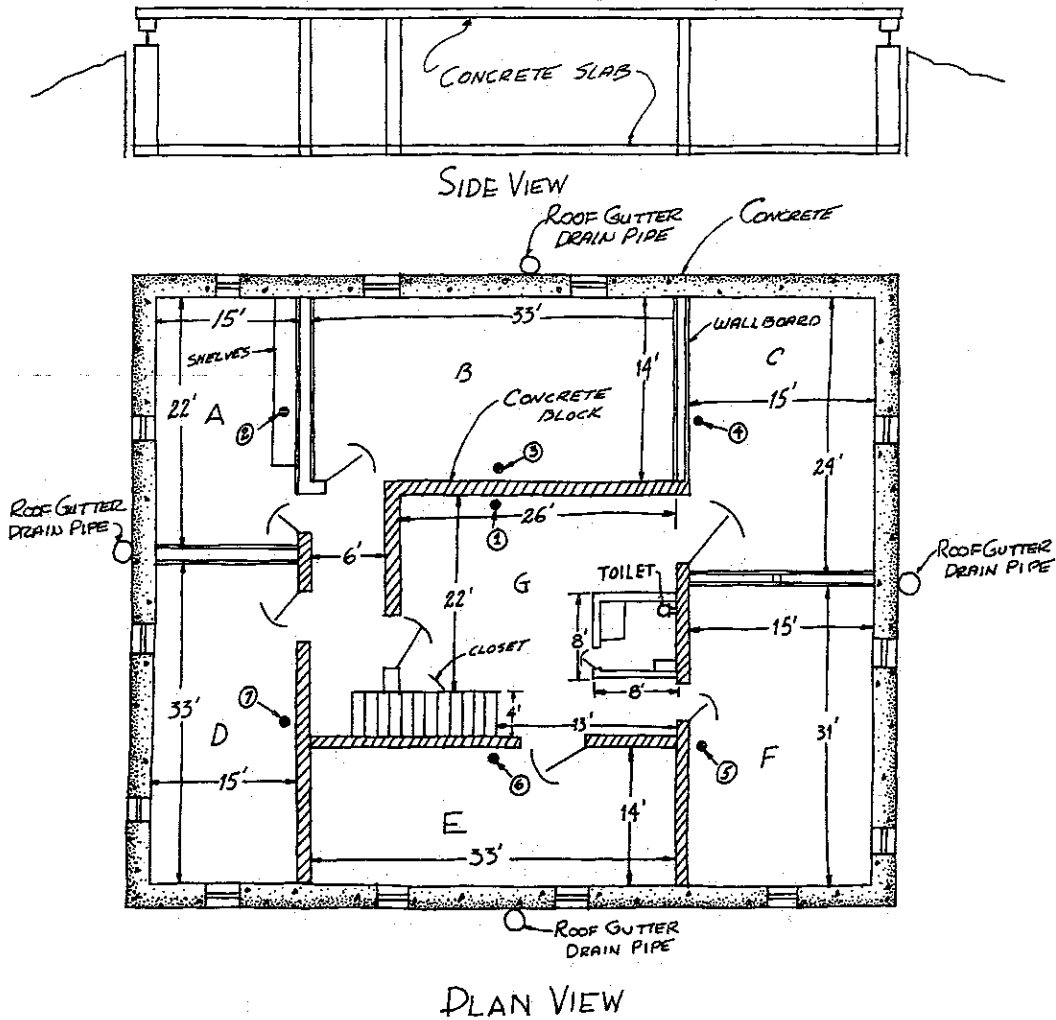 CONCRETE SLAB
SIDE VIEW
ROOF GUTTER
DRAIN PIPE
CONCRETE
15'
33'
WALLBOARD
SHELVES
B
14'
C
22'
A
CONCRETE
BLOCK
15'
②
③
④
24'
ROOF GUTTER
DRAIN PIPE
6'
①
26'
ROOF GUTTER
DRAIN PIPE
G
TOILET
22'
8'
15'
CLOSET
8'
33'
⑦
4'
13'
31'
D
⑥
⑤
F
15'
E
14'
33'
ROOF GUTTER
DRAIN PIPE
PLAN VIEW